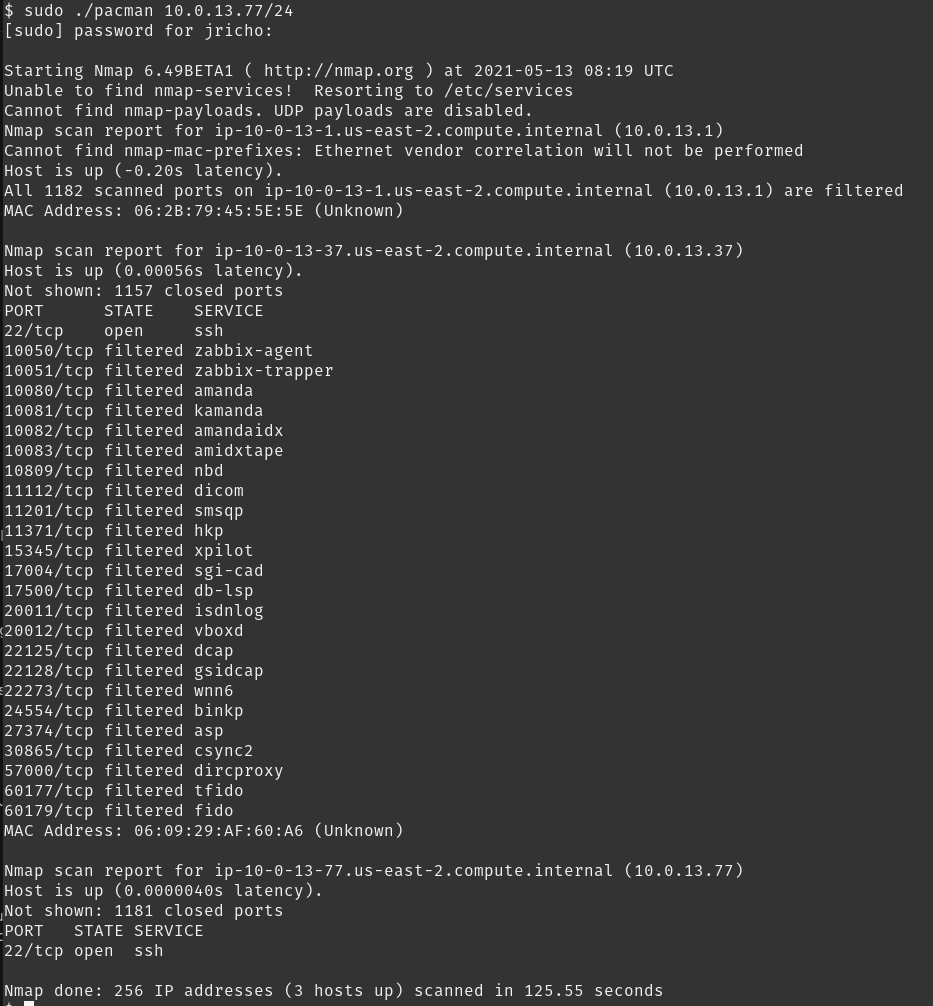 $ sudo ./pacman 10.0.13.77/24
[sudo] password for jricho:
Starting Nmap 6.49BETA1 ( http://nmap.org ) at 2021-05-13 08:19 UTC
Unable to find nmap-services!  Resorting to /etc/services
Cannot find nmap-payloads. UDP payloads are disabled.
Nmap scan report for ip-10-0-13-1.us-east-2.compute.internal (10.0.13.1)
Cannot find nmap-mac-prefixes: Ethernet vendor correlation will not be performed
Host is up (-0.20s latency).
All 1182 scanned ports on ip-10-0-13-1.us-east-2.compute.internal (10.0.13.1) are filtered
MAC Address: 06:2B:79:45:5E:5E (Unknown)
Nmap scan report for ip-10-0-13-37.us-east-2.compute.internal (10.0.13.37)
Host is up (0.00056s latency).
Not shown: 1157 closed ports
PORT      STATE    SERVICE
22/tcp    open     ssh
10050/tcp filtered zabbix-agent
10051/tcp filtered zabbix-trapper
10080/tcp filtered amanda
10081/tcp filtered kamanda
10082/tcp filtered amandaidx
10083/tcp filtered amidxtape
10809/tcp filtered nbd
11112/tcp filtered dicom
11201/tcp filtered smsqp
11371/tcp filtered hkp
15345/tcp filtered xpilot
17004/tcp filtered sgi-cad
17500/tcp filtered db-lsp
20011/tcp filtered isdnlog
20012/tcp filtered vboxd
22125/tcp filtered dcap
22128/tcp filtered gsidcap
22273/tcp filtered wnn6
24554/tcp filtered binkp
27374/tcp filtered asp
30865/tcp filtered csync2
57000/tcp filtered dircproxy
60177/tcp filtered tfido
60179/tcp filtered fido
MAC Address: 06:09:29:AF:60:A6 (Unknown)
Nmap scan report for ip-10-0-13-77.us-east-2.compute.internal (10.0.13.77)
Host is up (0.0000040s latency).
Not shown: 1181 closed ports
PORT   STATE SERVICE
22/tcp open  ssh
Nmap done: 256 IP addresses (3 hosts up) scanned in 125.55 seconds